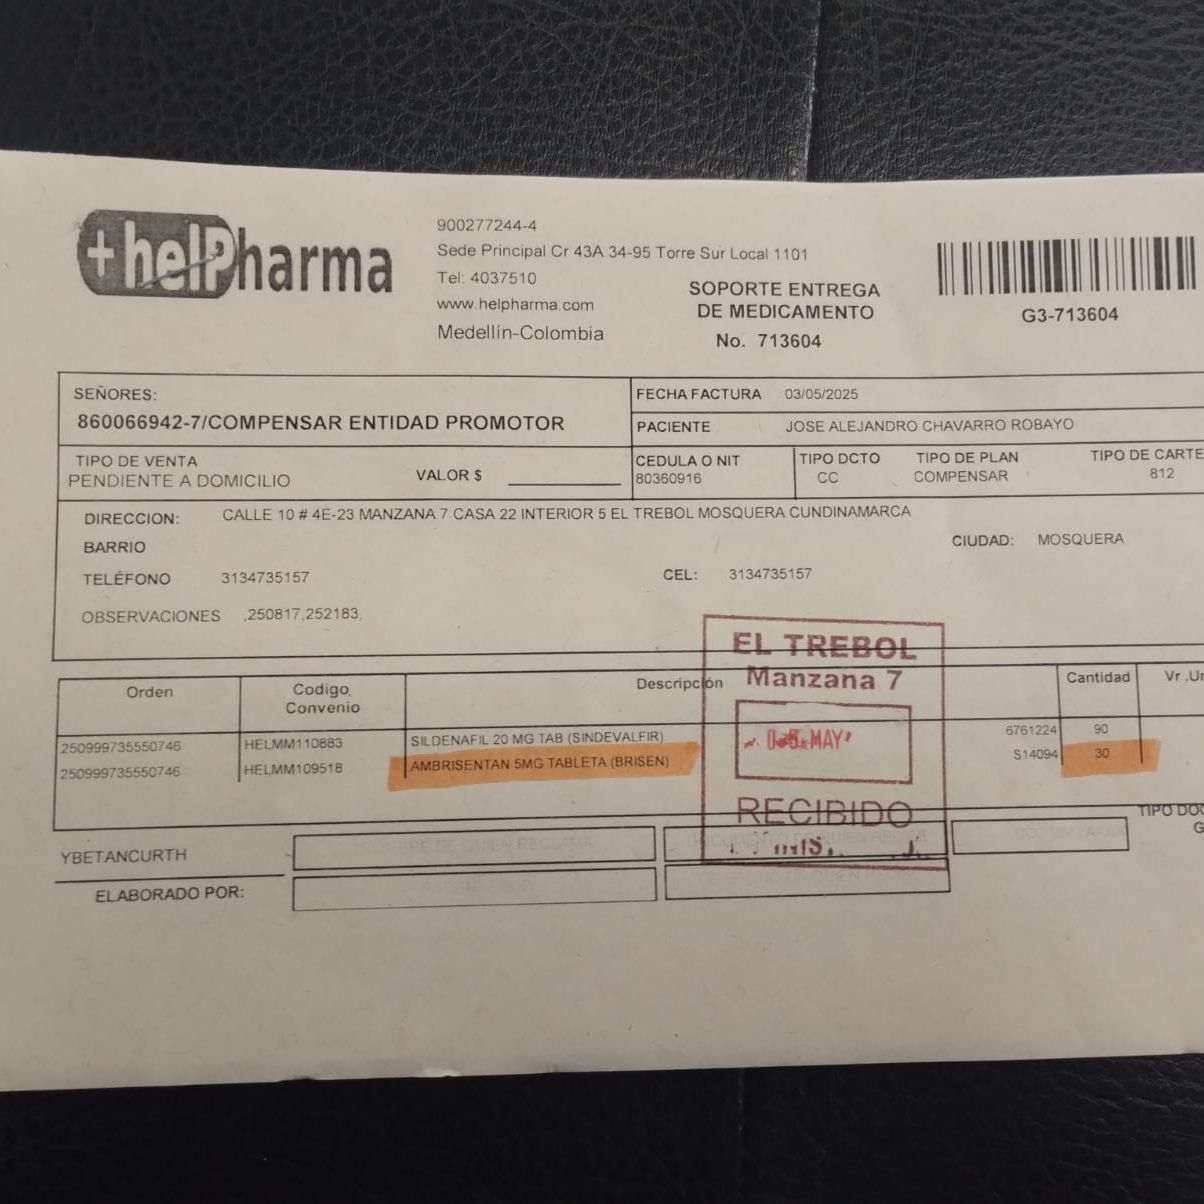 +helPharma
900277244-4
Sede Principal Cr 43A 34-95 Torre Sur Local 1101
Tel: 4037510
www.helpharma.com
Medellín-Colombia
SOPORTE ENTREGA
DE MEDICAMENTO
No. 713604
G3-713604
SEÑORES:
860066942-7/COMPENSAR ENTIDAD PROMOTOR
FECHA FACTURA 03/05/2025
PACIENTE JOSE ALEJANDRO CHAVARRO ROBAYO
TIPO DE VENTA
PENDIENTE A DOMICILIO
VALOR $
CEDULA O NIT
80360916
TIPO DCTO
CC
TIPO DE PLAN
COMPENSAR
TIPO DE CARTE
812
DIRECCION: CALLE 10 # 4E-23 MANZANA 7 CASA 22 INTERIOR 5 EL TREBOL MOSQUERA CUNDINAMARCA
BARRIO
CIUDAD: MOSQUERA
TELÉFONO 3134735157
CEL: 3134735157
OBSERVACIONES ,250817,252183,
Orden
Codigo
Convenio
Descripción
Cantidad
Vr .Un
250999735550746 HELMM110883 SILDENAFIL 20 MG TAB (SINDEVALFIR) 6761224 90
250999735550746 HELMM109518 AMBRISENTAN 5MG TABLETA (BRISEN) S14094 30
EL TREBOL
Manzana 7
MAY
RECIBIDO
TIPO DOC
G
YBETANCURTH
ELABORADO POR:
NOMBRE DE QUIEN RECLAMA